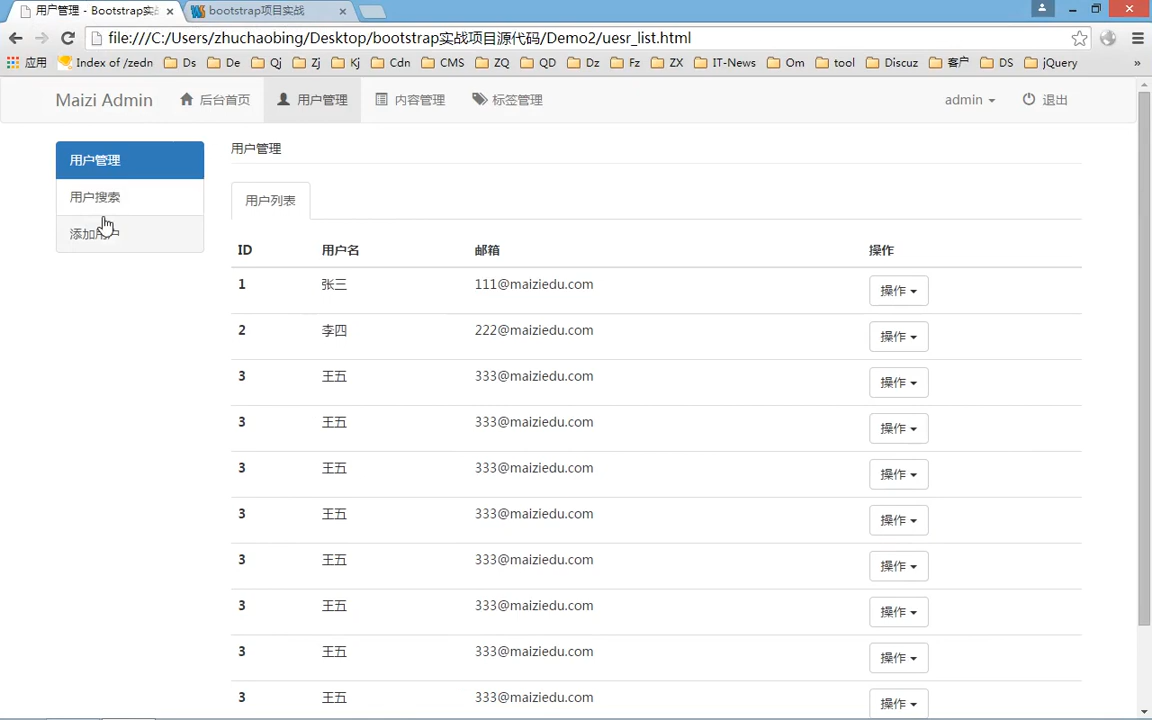 用户管理 - Bootstrap实战
bootstrap项目实战
file:///C:/Users/zhuchaobing/Desktop/bootstrap实战项目源代码/Demo2/uesr_list.html
应用 Index of /zedn Ds De Qj Zj Kj Cdn CMS ZQ QD Dz Fz ZX IT-News Om tool Discuz 客户 DS jQuery »
Maizi Admin 后台首页 用户管理 内容管理 标签管理 admin 退出
用户管理
用户搜索
添加用户
用户管理
用户列表
ID 用户名 邮箱 操作
1 张三 111@maiziedu.com 操作
2 李四 222@maiziedu.com 操作
3 王五 333@maiziedu.com 操作
3 王五 333@maiziedu.com 操作
3 王五 333@maiziedu.com 操作
3 王五 333@maiziedu.com 操作
3 王五 333@maiziedu.com 操作
3 王五 333@maiziedu.com 操作
3 王五 333@maiziedu.com 操作
3 王五 333@maiziedu.com 操作